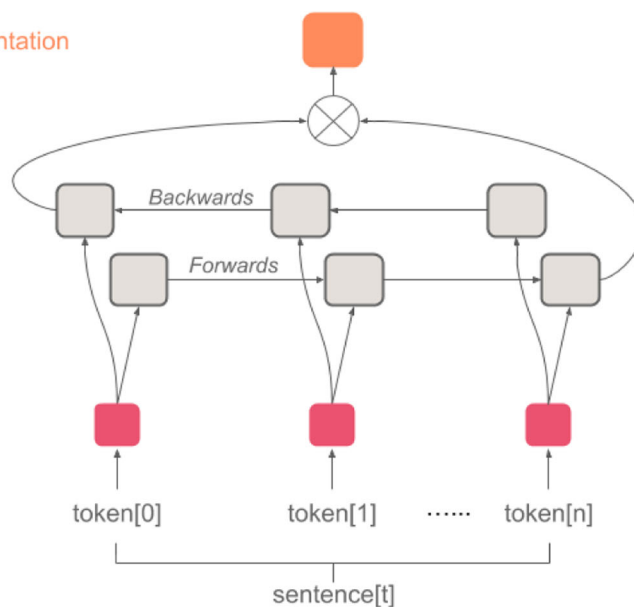 ntation
Backwards
Forwards
token[0] token[1] ...... token[n]
sentence[t]